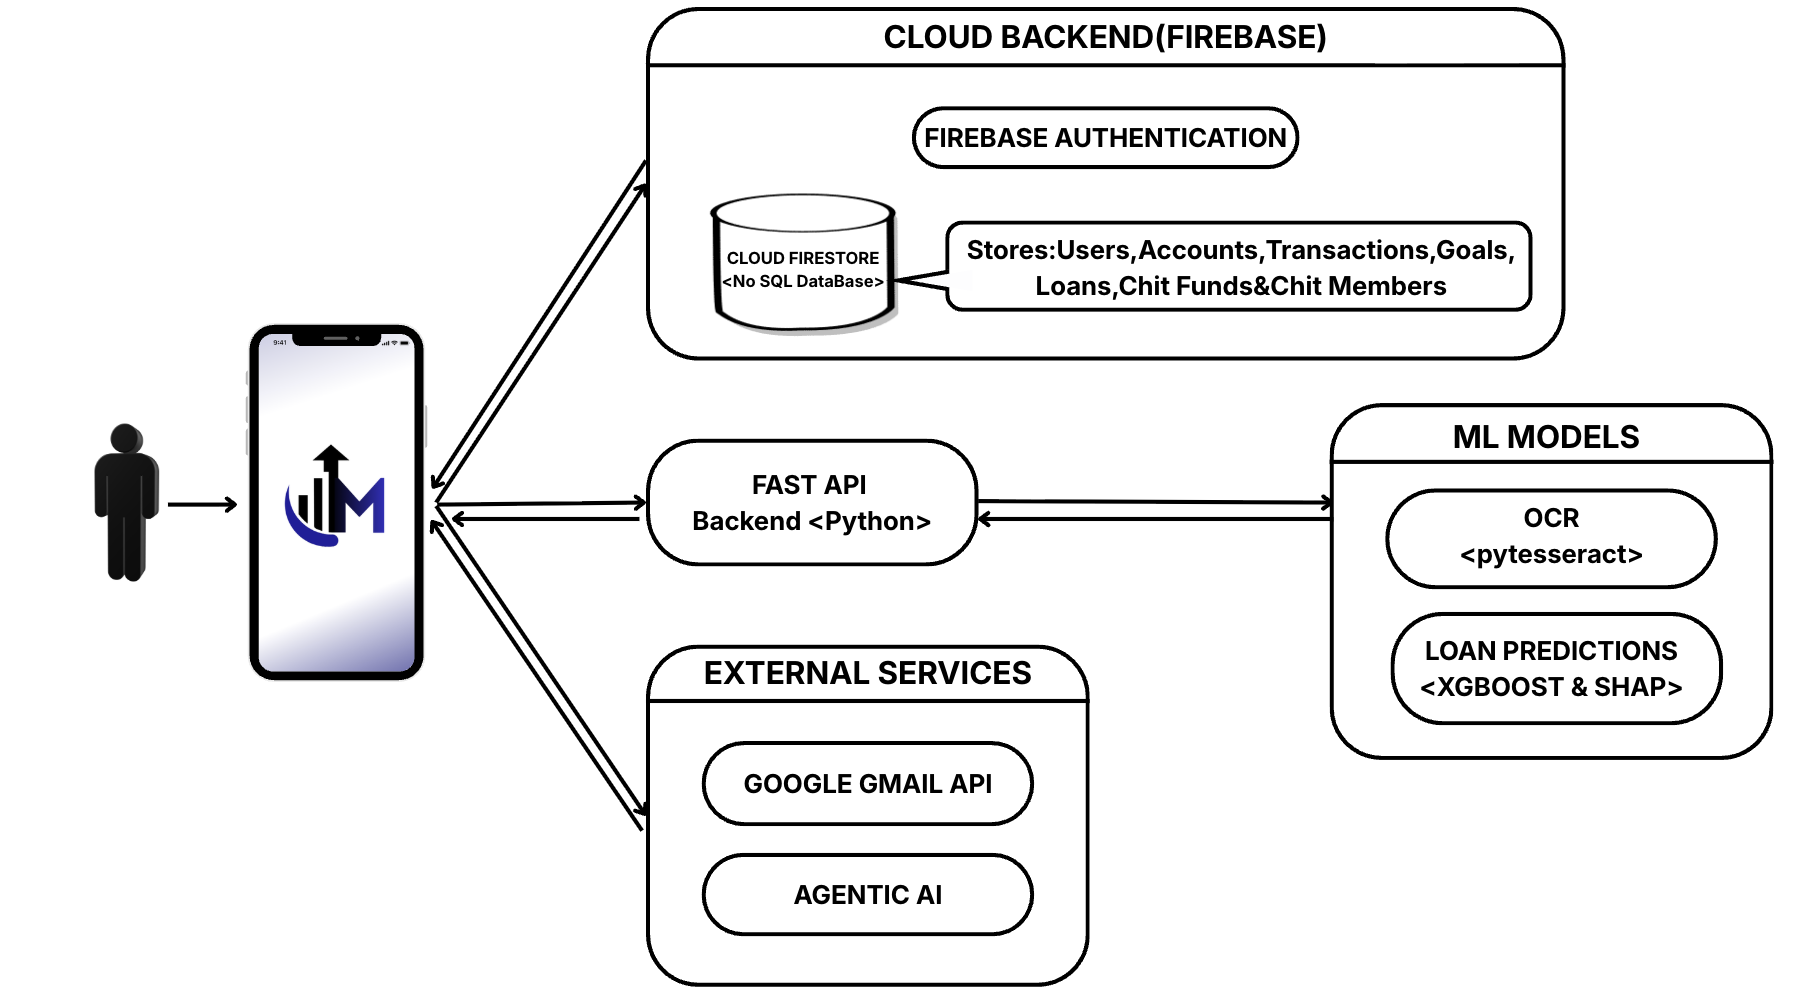 CLOUD BACKEND(FIREBASE)
FIREBASE AUTHENTICATION
CLOUD FIRESTORE
<No SQL DataBase>
Stores:Users,Accounts,Transactions,Goals,
Loans,Chit Funds&Chit Members
9:41
M
FAST API
Backend <Python>
ML MODELS
OCR
<pytesseract>
LOAN PREDICTIONS
<XGBOOST & SHAP>
EXTERNAL SERVICES
GOOGLE GMAIL API
AGENTIC AI